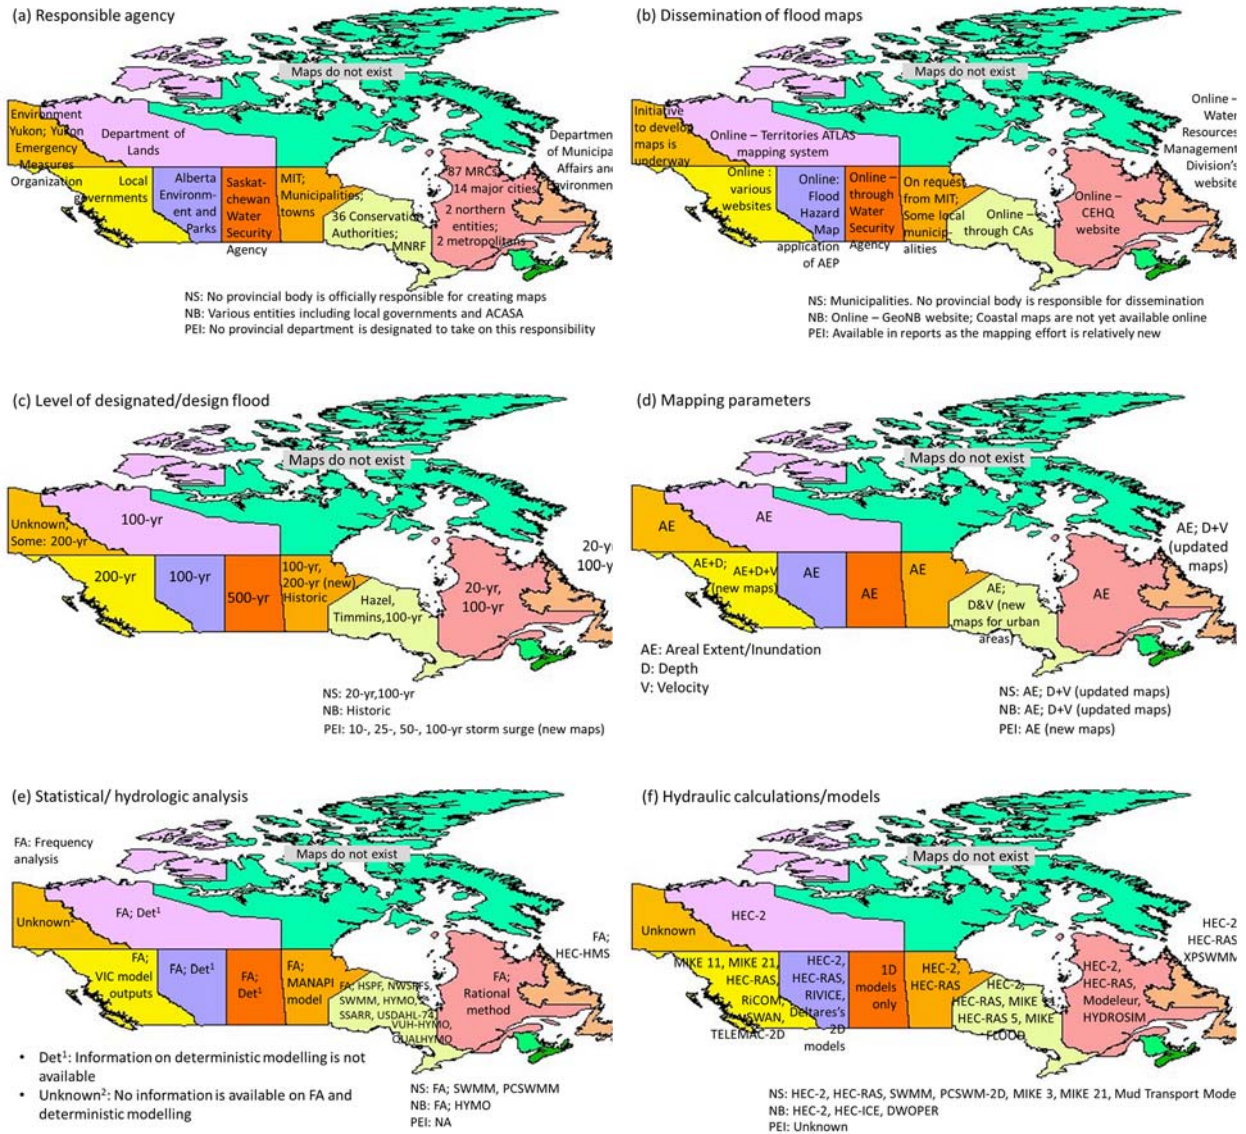 (a) Responsible agency
Maps do not exist
Environment
Yukon; Yukon
Emergency
Measures
Organization
Department of
Lands
Local
governments
Alberta
Environm-
ent and
Parks
Saskat-
chewan
Water
Security
Agency
MIT;
Municipalities;
towns
36 Conservation
Authorities;
MNRF
87 MRCs
14 major cities
2 northern
entities;
2 metropolitans
Department
of Municipa
Affairs and
Environment
NS: No provincial body is officially responsible for creating maps
NB: Various entities including local governments and ACASA
PEI: No provincial department is designated to take on this responsibility
(b) Dissemination of flood maps
Maps do not exist
Initiative
to develop
maps is
underway
Online – Territories ATLAS
mapping system
Online :
various
websites
Online:
Flood
Hazard
Map
application
of AEP
Online –
through
Water
Security
Agency
On request
from MIT;
Some local
municip-
alities
Online –
through CAs
Online –
CEHQ
website
Online –
Water
Resources
Management
Division's
website
NS: Municipalities. No provincial body is responsible for dissemination
NB: Online – GeoNB website; Coastal maps are not yet available online
PEI: Available in reports as the mapping effort is relatively new
(c) Level of designated/design flood
Maps do not exist
Unknown,
Some: 200-yr
100-yr
200-yr
100-yr
500-yr
100-yr,
200-yr (new)
Historic
Hazel,
Timmins,100-yr
20-yr,
100-yr
20-yr
100-y
NS: 20-yr,100-yr
NB: Historic
PEI: 10-, 25-, 50-, 100-yr storm surge (new maps)
(d) Mapping parameters
Maps do not exist
AE
AE
AE+D;
AE+D+V
(new maps)
AE
AE
AE
AE;
D&V (new
maps for urban
areas)
AE
AE; D+V
(updated
maps)
AE: Areal Extent/Inundation
D: Depth
V: Velocity
NS: AE; D+V (updated maps)
NB: AE; D+V (updated maps)
PEI: AE (new maps)
(e) Statistical/ hydrologic analysis
FA: Frequency
analysis
Maps do not exist
Unknown²
FA; Det¹
FA;
VIC model
outputs
FA; Det¹
FA;
Det¹
FA;
MANAPI
model
FA, HSPF, NWSRFS,
SWMM, HYMO,
SSARR, USDAHL-74,
VUH-HYMO,
QUALHYMO
FA;
Rational
method
FA;
HEC-HMS
• Det¹: Information on deterministic modelling is not
available
• Unknown²: No information is available on FA and
deterministic modelling
NS: FA; SWMM, PCSWMM
NB: FA; HYMO
PEI: NA
(f) Hydraulic calculations/models
Maps do not exist
Unknown
HEC-2
MIKE 11, MIKE 21,
HEC-RAS,
RiCOM,
SWAN,
TELEMAC-2D
HEC-2,
HEC-RAS,
RIVICE,
Deltares's
2D
models
1D
models
only
HEC-2,
HEC-RAS
HEC-2,
HEC-RAS, MIKE 11
HEC-RAS 5, MIKE
FLOOD
HEC-2,
HEC-RAS,
Modeleur,
HYDROSIM
HEC-2
HEC-RAS
XPSWMM
NS: HEC-2, HEC-RAS, SWMM, PCSWM-2D, MIKE 3, MIKE 21, Mud Transport Mode
NB: HEC-2, HEC-ICE, DWOPER
PEI: Unknown